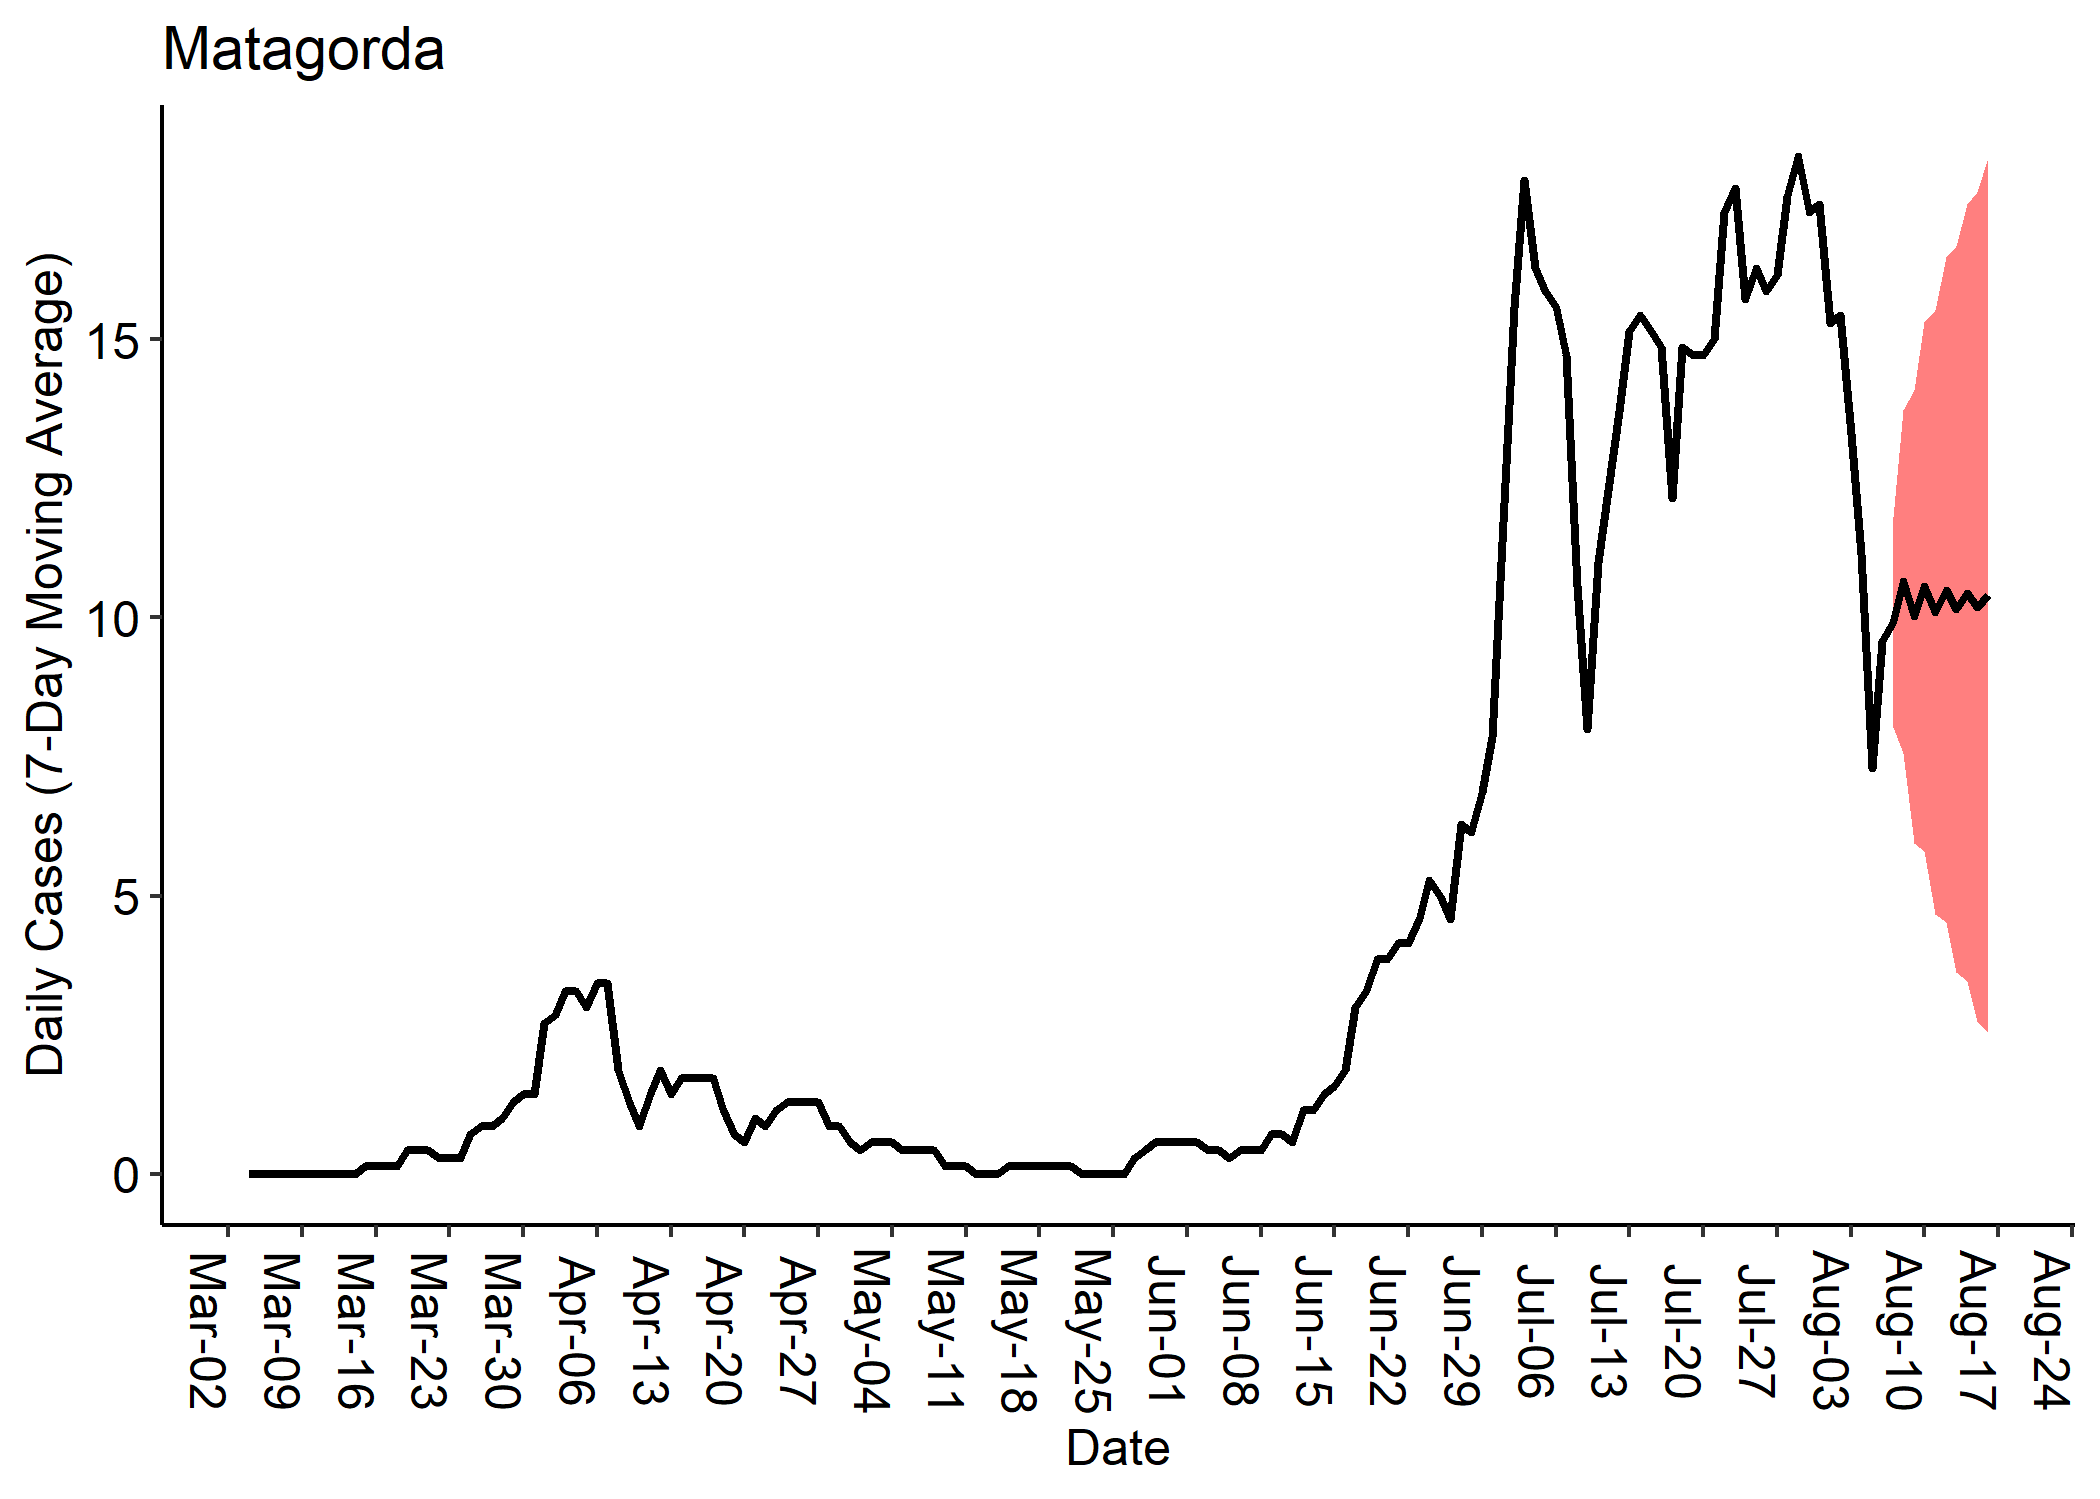 Matagorda
Daily Cases (7-Day Moving Average)
15
10
5
0
Mar-02
Mar-09
Mar-16
Mar-23
Mar-30
Apr-06
Apr-13
Apr-20
Apr-27
May-04
May-11
May-18
May-25
Jun-01
Jun-08
Jun-15
Jun-22
Jun-29
Jul-06
Jul-13
Jul-20
Jul-27
Aug-03
Aug-10
Aug-17
Aug-24
Date